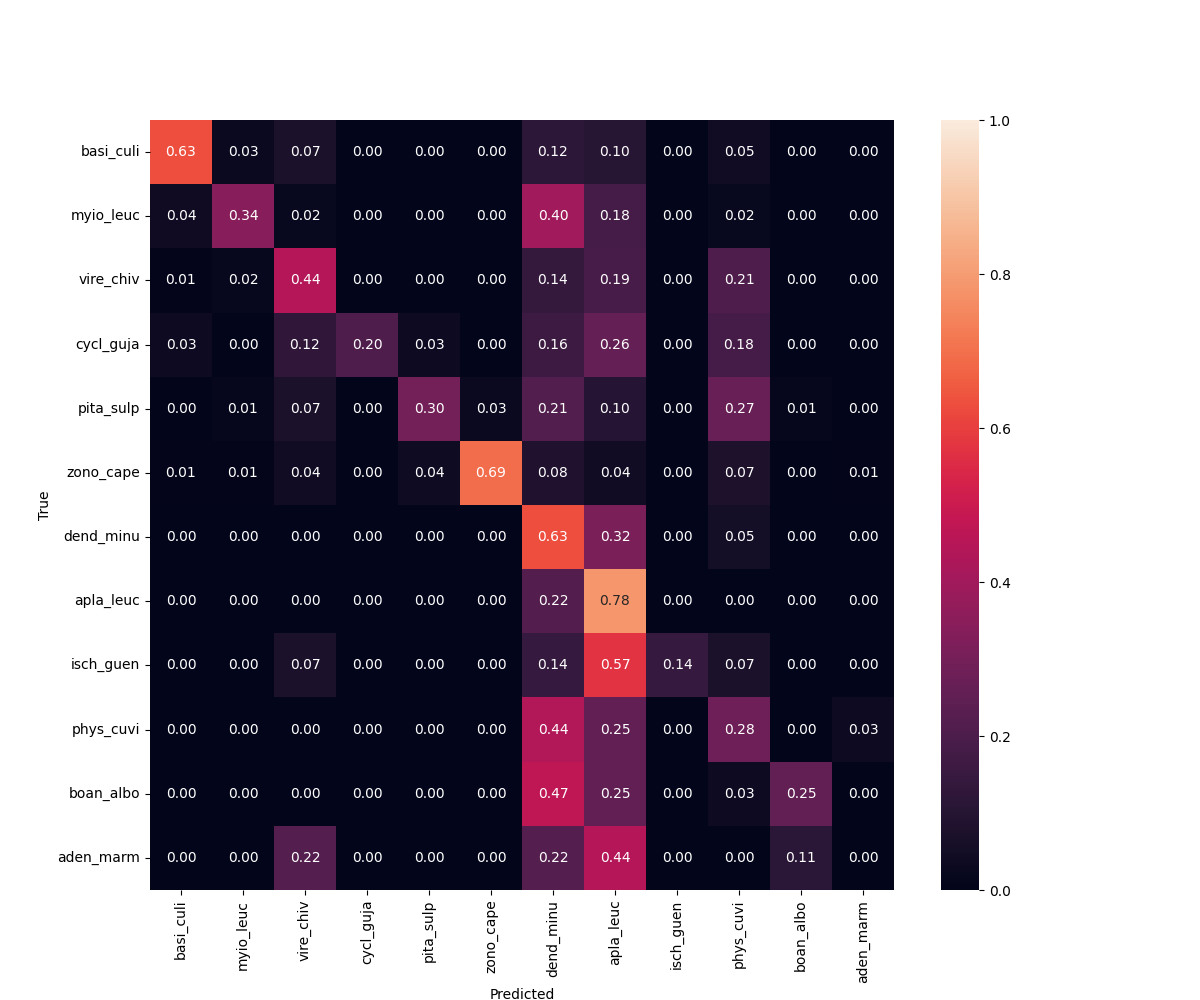 1.0
basi_culi 0.63 0.03 0.07 0.00 0.00 0.00 0.12 0.10 0.00 0.05 0.00 0.00
myio_leuc 0.04 0.34 0.02 0.00 0.00 0.00 0.40 0.18 0.00 0.02 0.00 0.00
vire_chiv 0.01 0.02 0.44 0.00 0.00 0.00 0.14 0.19 0.00 0.21 0.00 0.00
0.8
cycl_guja 0.03 0.00 0.12 0.20 0.03 0.00 0.16 0.26 0.00 0.18 0.00 0.00
pita_sulp 0.00 0.01 0.07 0.00 0.30 0.03 0.21 0.10 0.00 0.27 0.01 0.00
0.6
zono_cape 0.01 0.01 0.04 0.00 0.04 0.69 0.08 0.04 0.00 0.07 0.00 0.01
True
dend_minu 0.00 0.00 0.00 0.00 0.00 0.00 0.63 0.32 0.00 0.05 0.00 0.00
0.4
apla_leuc 0.00 0.00 0.00 0.00 0.00 0.00 0.22 0.78 0.00 0.00 0.00 0.00
isch_guen 0.00 0.00 0.07 0.00 0.00 0.00 0.14 0.57 0.14 0.07 0.00 0.00
phys_cuvi 0.00 0.00 0.00 0.00 0.00 0.00 0.44 0.25 0.00 0.28 0.00 0.03
0.2
boan_albo 0.00 0.00 0.00 0.00 0.00 0.00 0.47 0.25 0.00 0.03 0.25 0.00
aden_marm 0.00 0.00 0.22 0.00 0.00 0.00 0.22 0.44 0.00 0.00 0.11 0.00
0.0
basi_culi myio_leuc vire_chiv cycl_guja pita_sulp zono_cape dend_minu apla_leuc isch_guen phys_cuvi boan_albo aden_marm
Predicted